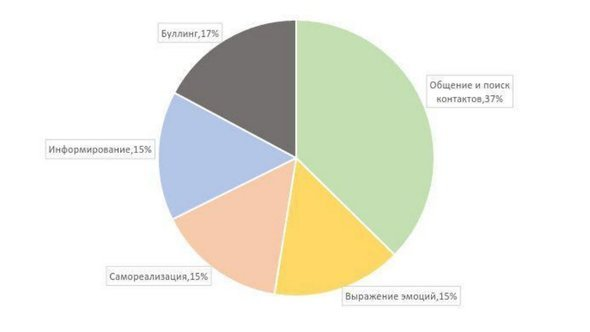 Буллинг,17%
Общение и поиск
контактов,37%
Информирование,15%
Самореализация,15%
Выражение эмоций,15%